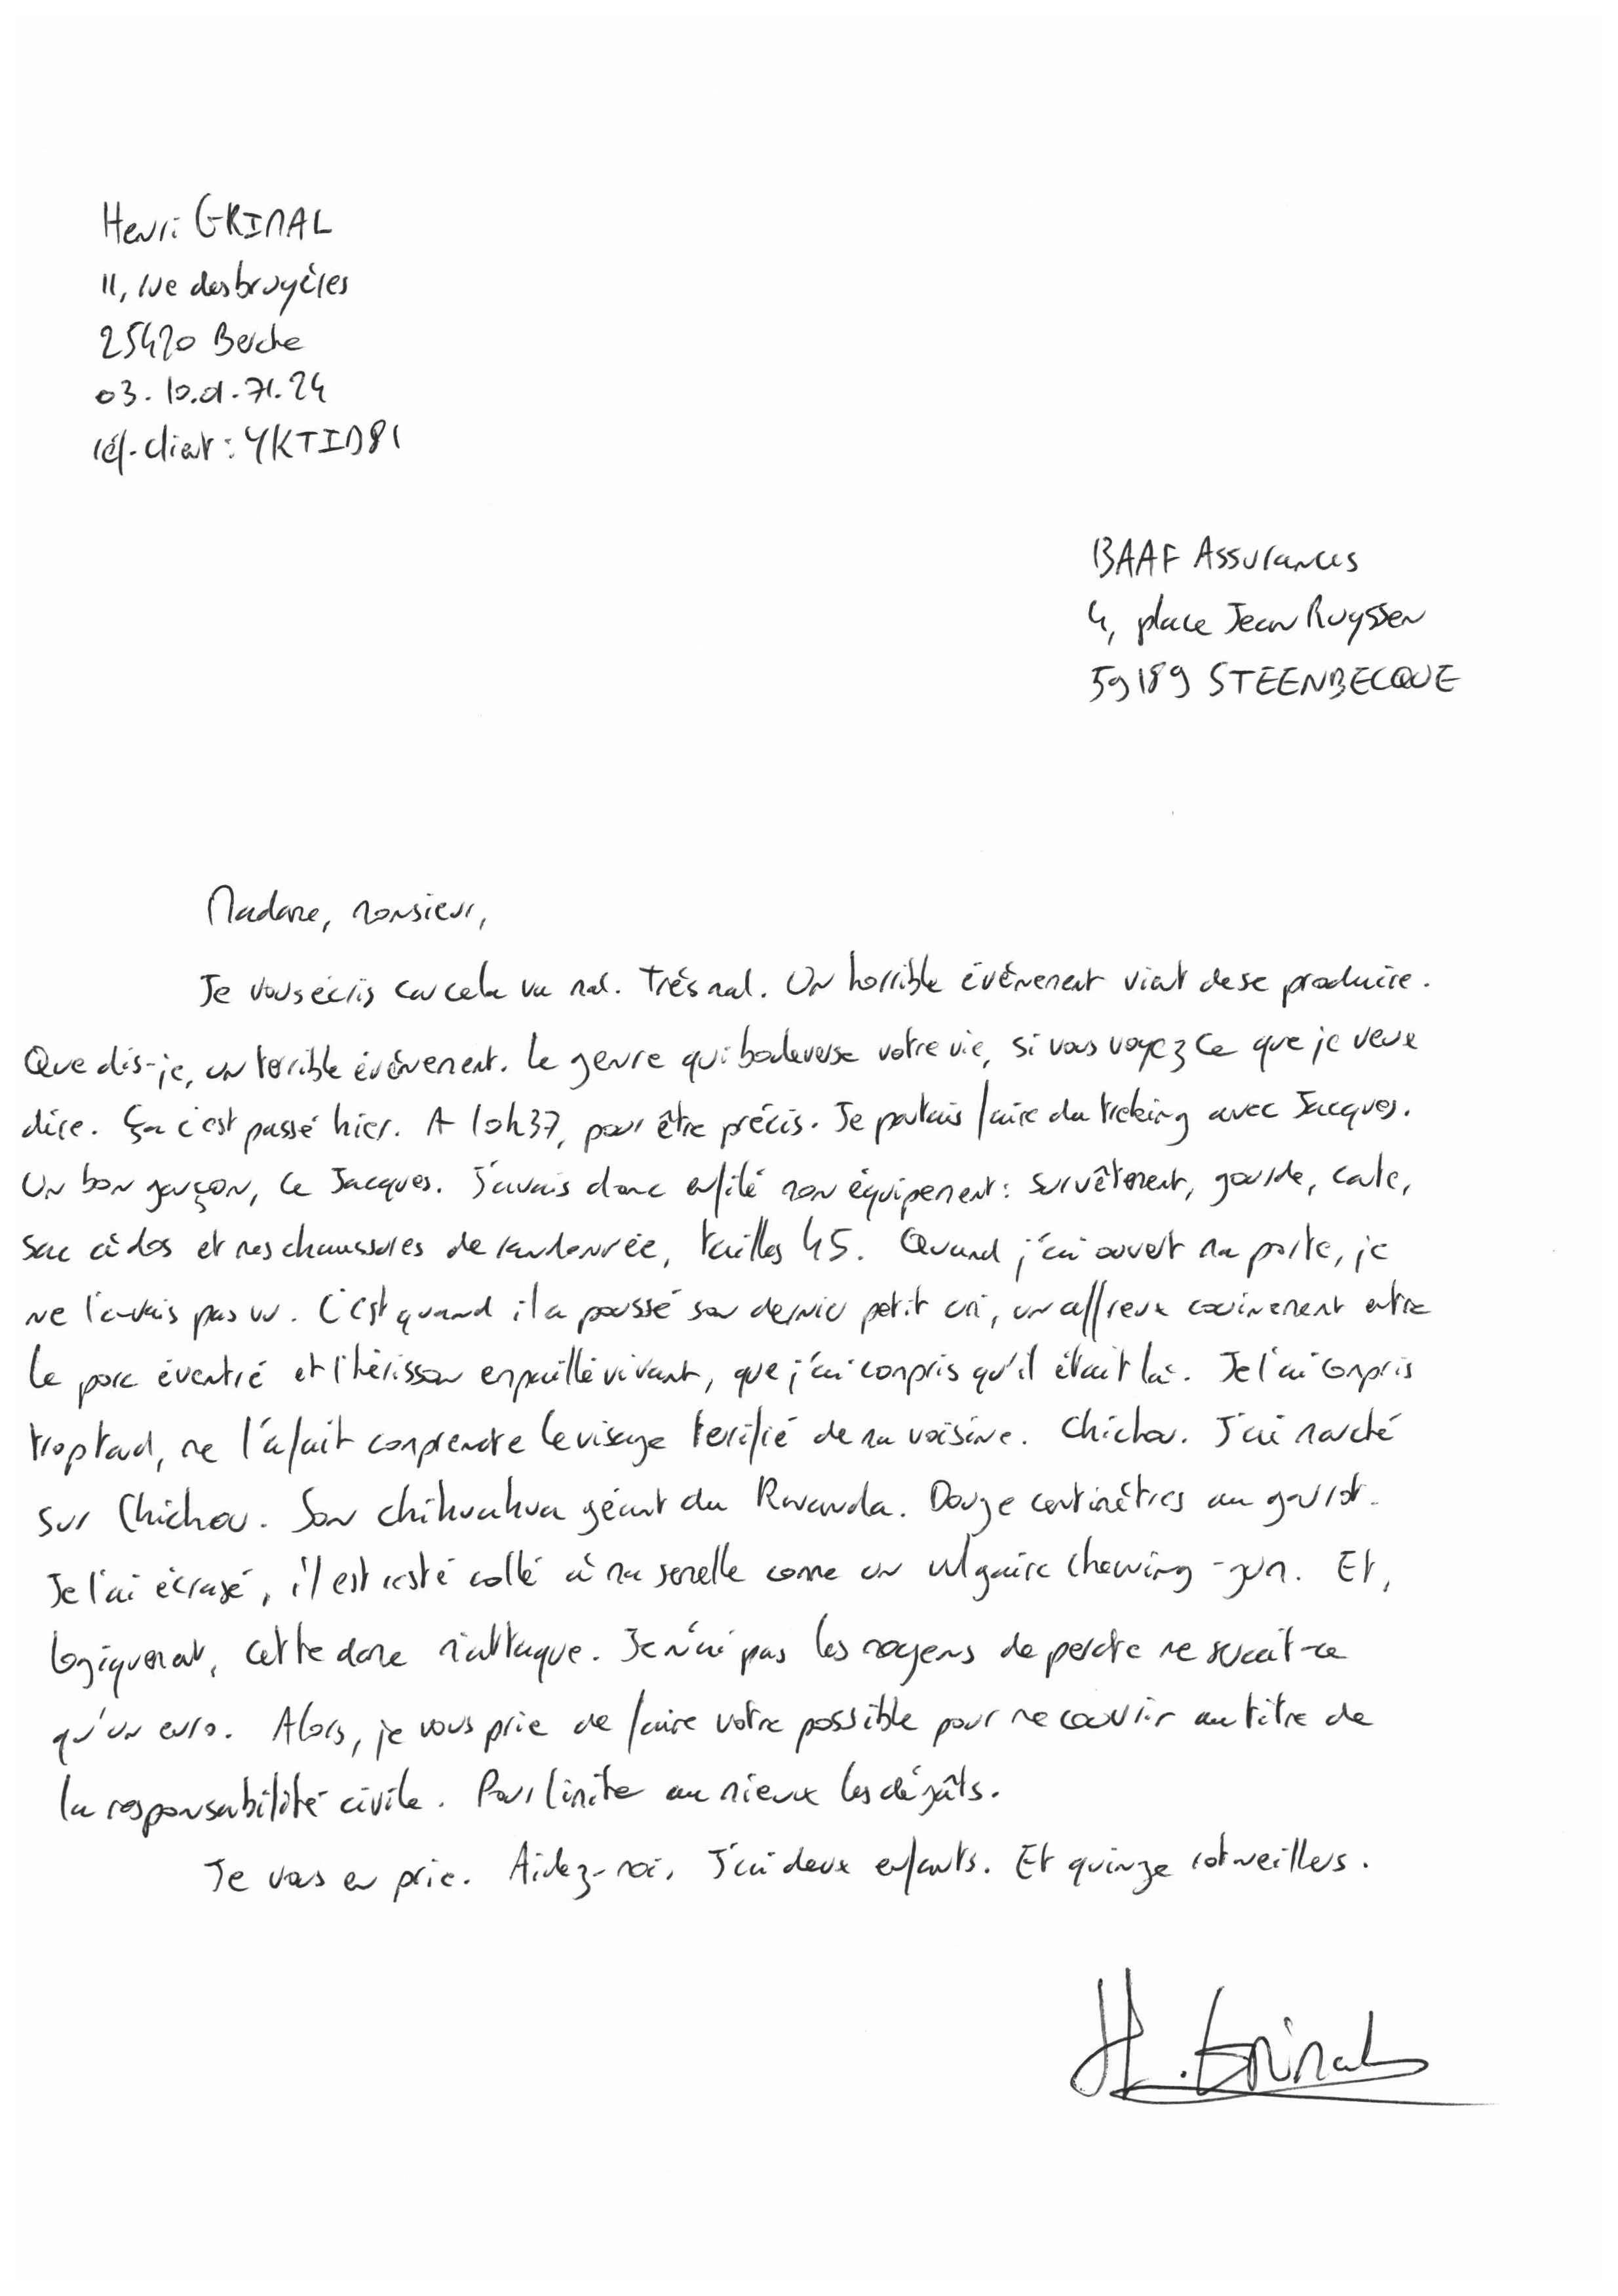 Henri GRIMAL
11, rue des bruyères
25420 Berche
03.10.01.71.24
réf. client : YKTID81
BAAF Assurances
4, place Jean Ruyssen
59189 STEENBECQUE
Madame, monsieur,
Je vous écris car cela va mal. Très mal. Un horrible évènement vient de se produire.
Que dis-je, un terrible évènement. Le genre qui bouleverse votre vie, si vous voyez ce que je veux
dire. Ça c'est passé hier. A 10h37, pour être précis. Je partais faire du treking avec Jacques.
Un bon garçon, ce Jacques. J'avais donc enfilé mon équipement : survêtement, gourde, carte,
sac à dos et mes chaussures de randonnée, tailles 45. Quand j'ai ouvert ma porte, je
ne l'avais pas vu. C'est quand il a poussé son dernier petit cri, un affreux couinement entre
le porc éventré et l'hérisson empaillé vivant, que j'ai compris qu'il était là. Je l'ai compris
trop tard, me l'a fait comprendre le visage terifié de ma voisine. Chichou. J'ai marché
sur Chichou. Son chihuahua géant du Rwanda. Douze centimètres au garrot.
Je l'ai écrasé, il est resté collé à ma semelle comme un vulgaire chewing-gum. Et,
logiquement, cette dame m'attaque. Je n'ai pas les moyens de perdre ne serait-ce
qu'un euro. Alors, je vous prie de faire votre possible pour me couvrir au titre de
la responsabilité civile. Pour limiter au mieux les dégâts.
Je vous en prie. Aidez-moi. J'ai deux enfants. Et quinze rotweillers.
H. Grimal